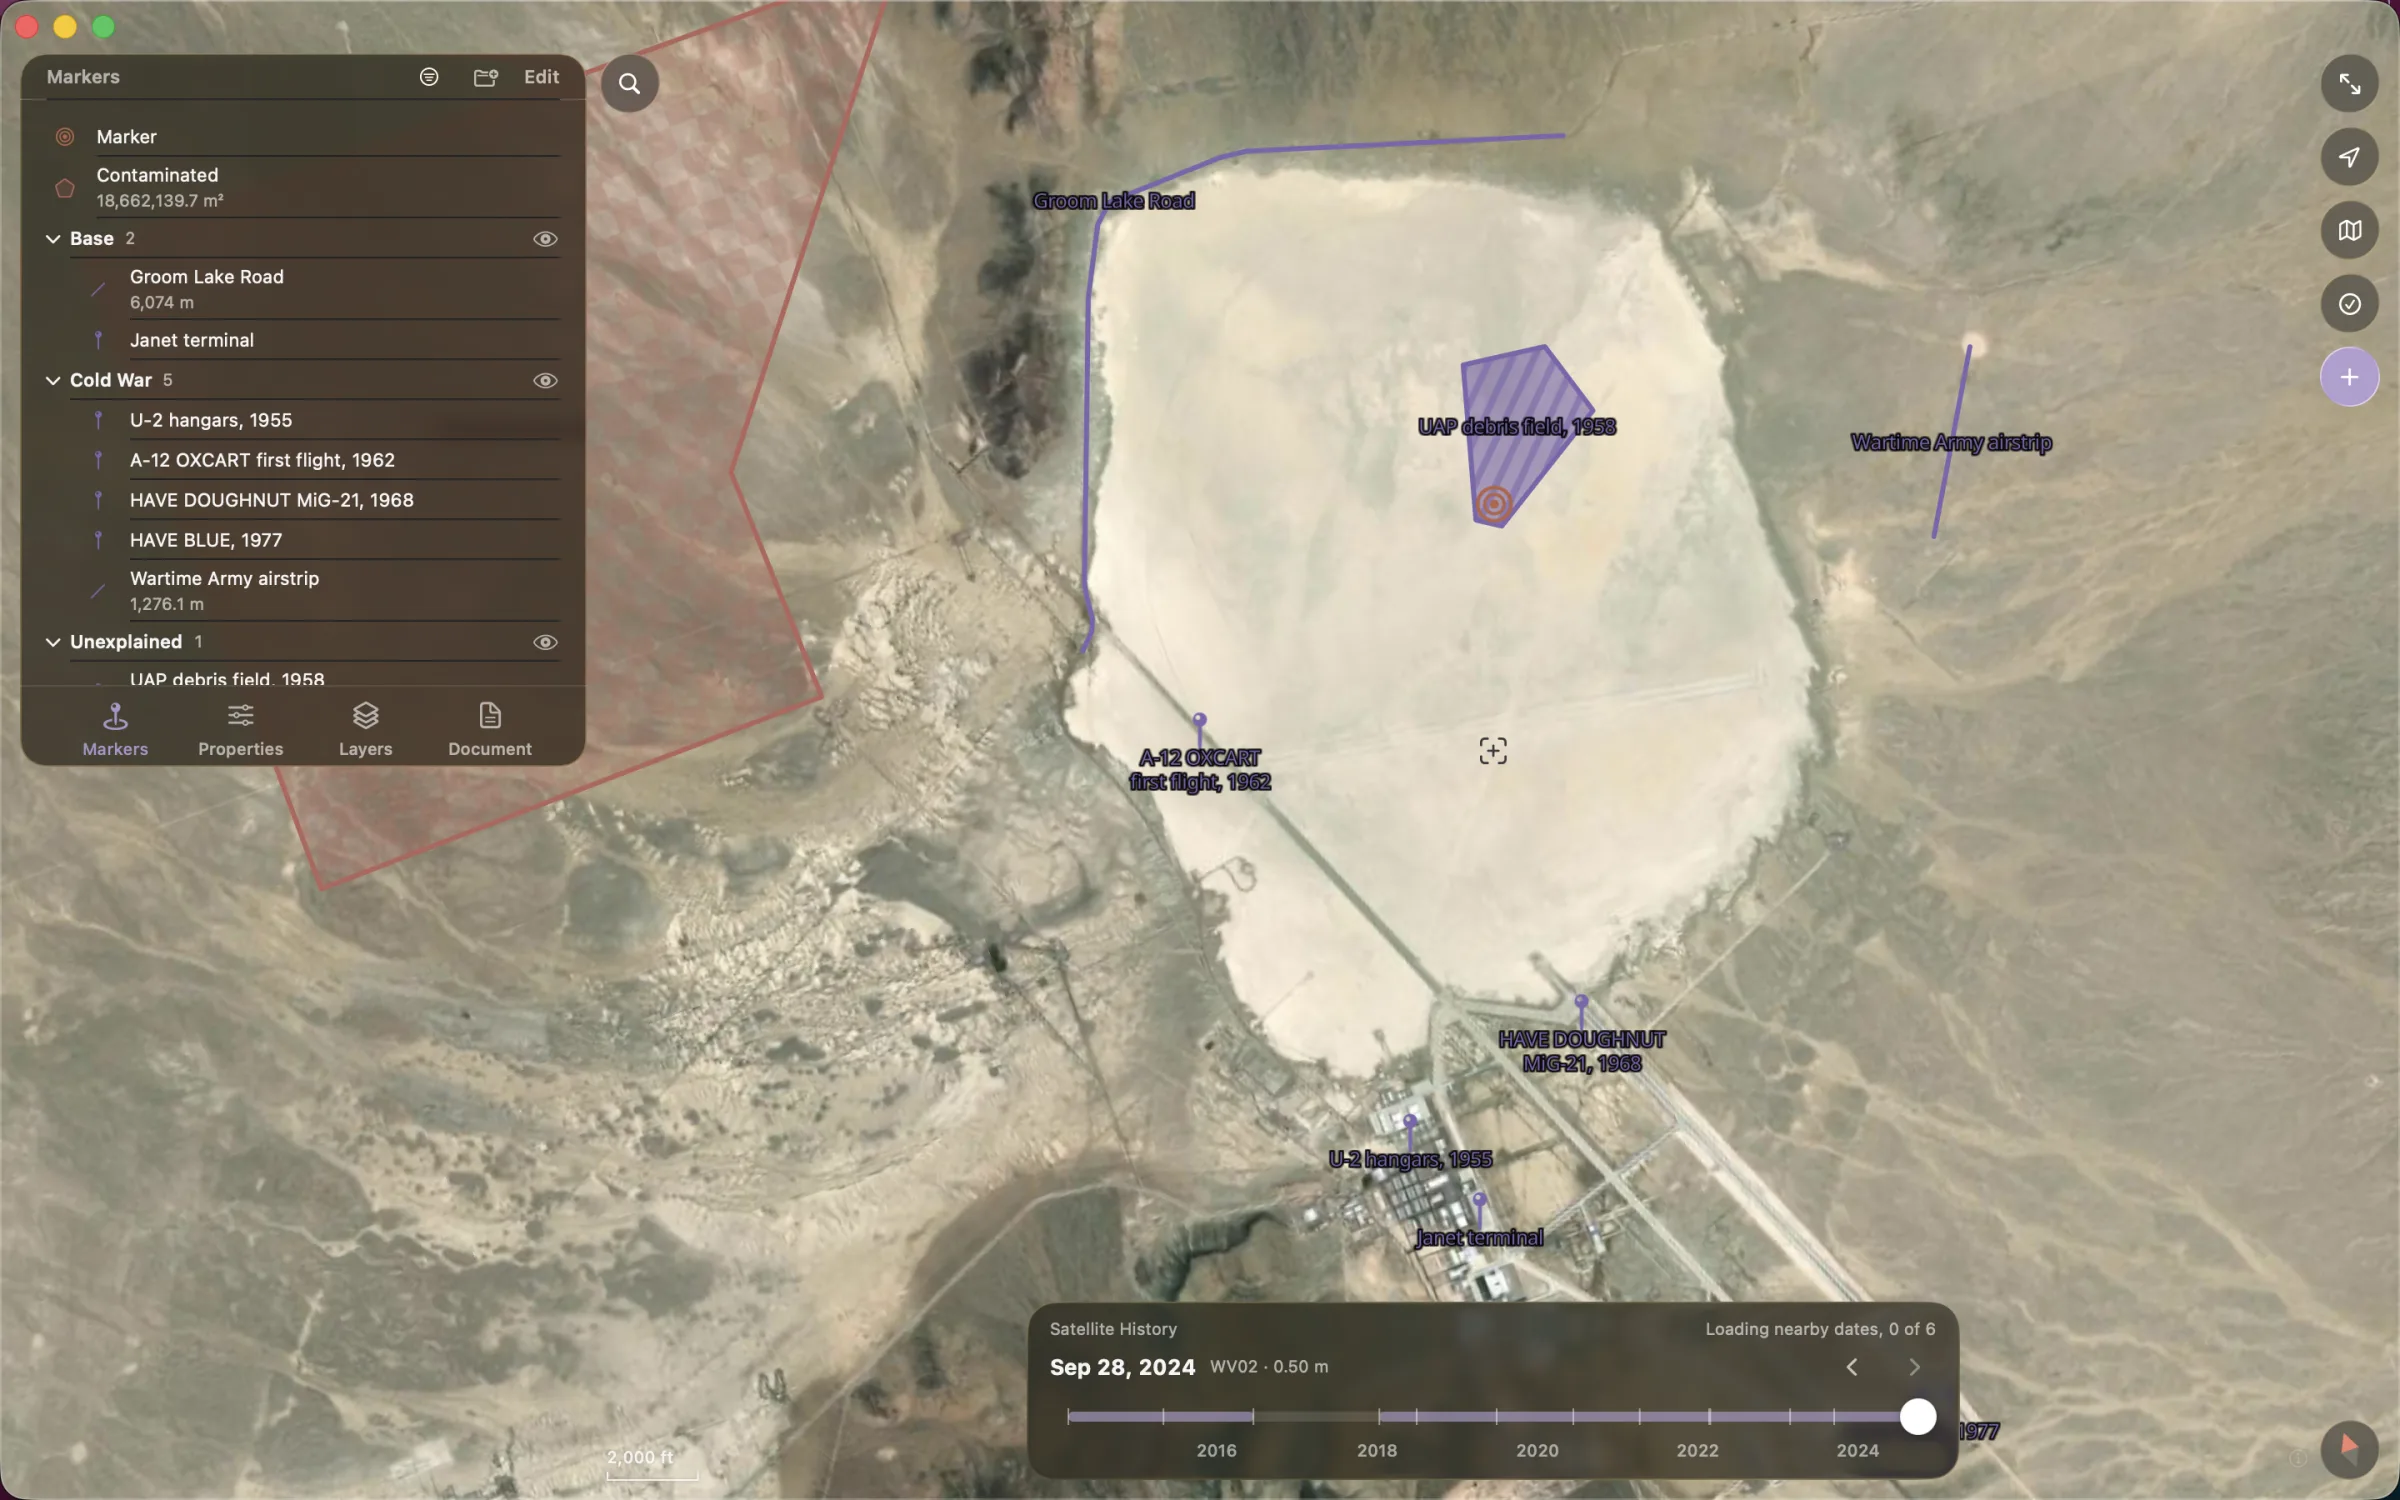 Markers
Edit
Marker
Contaminated
18,662,139.7 m²
Base 2
Groom Lake Road
6,074 m
Janet terminal
Cold War 5
U-2 hangars, 1955
A-12 OXCART first flight, 1962
HAVE DOUGHNUT MiG-21, 1968
HAVE BLUE, 1977
Wartime Army airstrip
1,276.1 m
Unexplained 1
UAP debris field, 1958
Markers
Properties
Layers
Document
Groom Lake Road
UAP debris field, 1958
Wartime Army airstrip
A-12 OXCART
first flight, 1962
HAVE DOUGHNUT
MiG-21, 1968
U-2 hangars, 1955
Janet terminal
Satellite History
Loading nearby dates, 0 of 6
Sep 28, 2024
WV02 · 0.50 m
2016
2018
2020
2022
2024
1977
2,000 ft